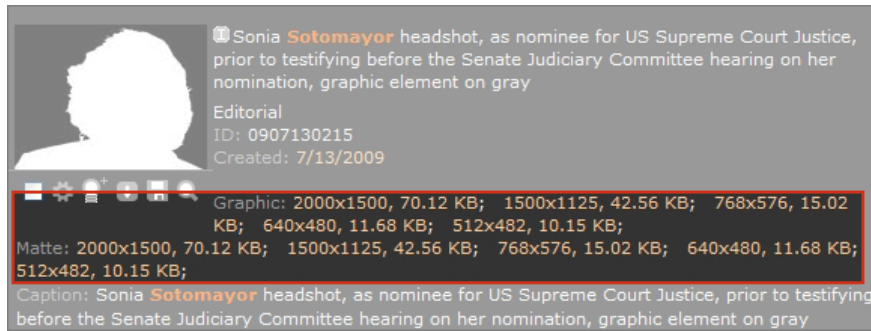 Sonia Sotomayor headshot, as nominee for US Supreme Court Justice,
prior to testifying before the Senate Judiciary Committee hearing on her
nomination, graphic element on gray
Editorial
ID: 0907130215
Created: 7/13/2009
Graphic: 2000x1500, 70.12 KB; 1500x1125, 42.56 KB; 768x576, 15.02
KB; 640x480, 11.68 KB; 512x482, 10.15 KB;
Matte: 2000x1500, 70.12 KB; 1500x1125, 42.56 KB; 768x576, 15.02 KB; 640x480, 11.68 KB;
512x482, 10.15 KB;
Caption: Sonia Sotomayor headshot, as nominee for US Supreme Court Justice, prior to testifying
before the Senate Judiciary Committee hearing on her nomination, graphic element on gray